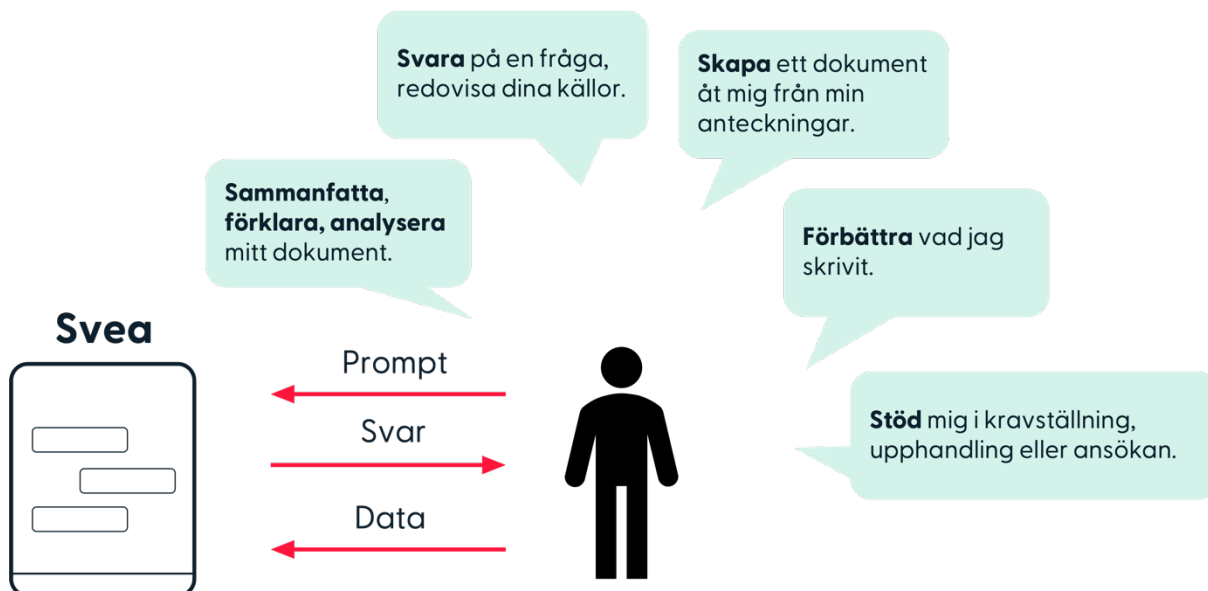 Svara på en fråga,
redovisa dina källor.
Skapa ett dokument
åt mig från min
anteckningar.
Sammanfatta,
förklara, analysera
mitt dokument.
Förbättra vad jag
skrivit.
Svea
Prompt
Svar
Data
Stöd mig i kravställning,
upphandling eller ansökan.